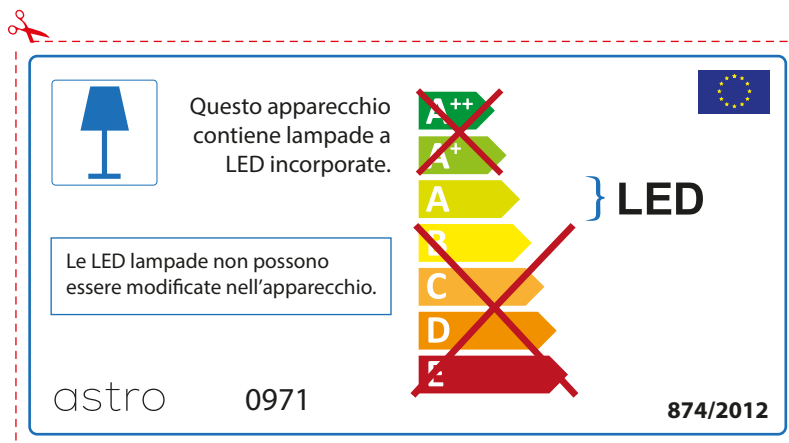 Questo apparecchio
contiene lampade a
LED incorporate.
Le LED lampade non possono
essere modificate nell'apparecchio.
A++
A+
A
B
C
D
E
LED
astro
0971
874/2012